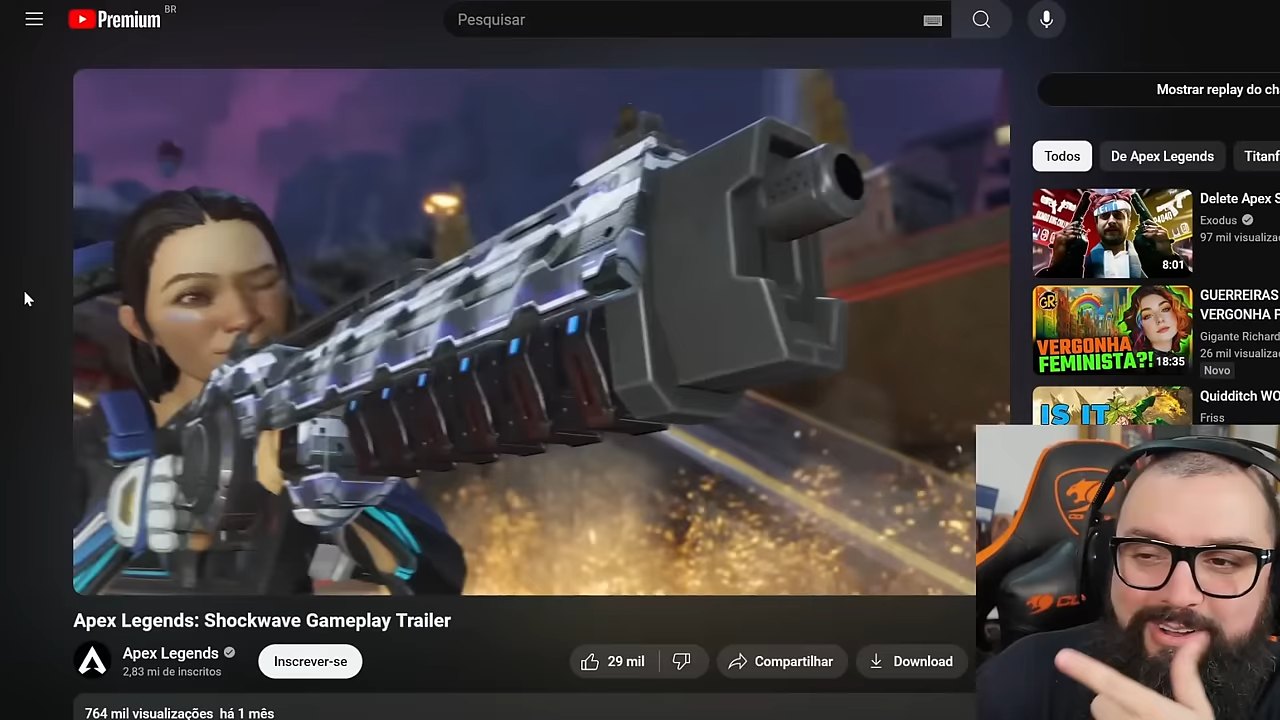 Premium
BR
Pesquisar
Mostrar replay do ch
Todos
De Apex Legends
Titanf
Delete Apex S
Exodus
97 mil visualiza
8:01
GUERREIRAS
VERGONHA F
Gigante Richard
26 mil visualiza
Novo
GR
VERGONHA
FEMINISTA?!
18:35
Quidditch WO
Friss
IS IT
Apex Legends: Shockwave Gameplay Trailer
Apex Legends
2,83 mi de inscritos
Inscrever-se
29 mil
Compartilhar
Download
764 mil visualizações há 1 mês